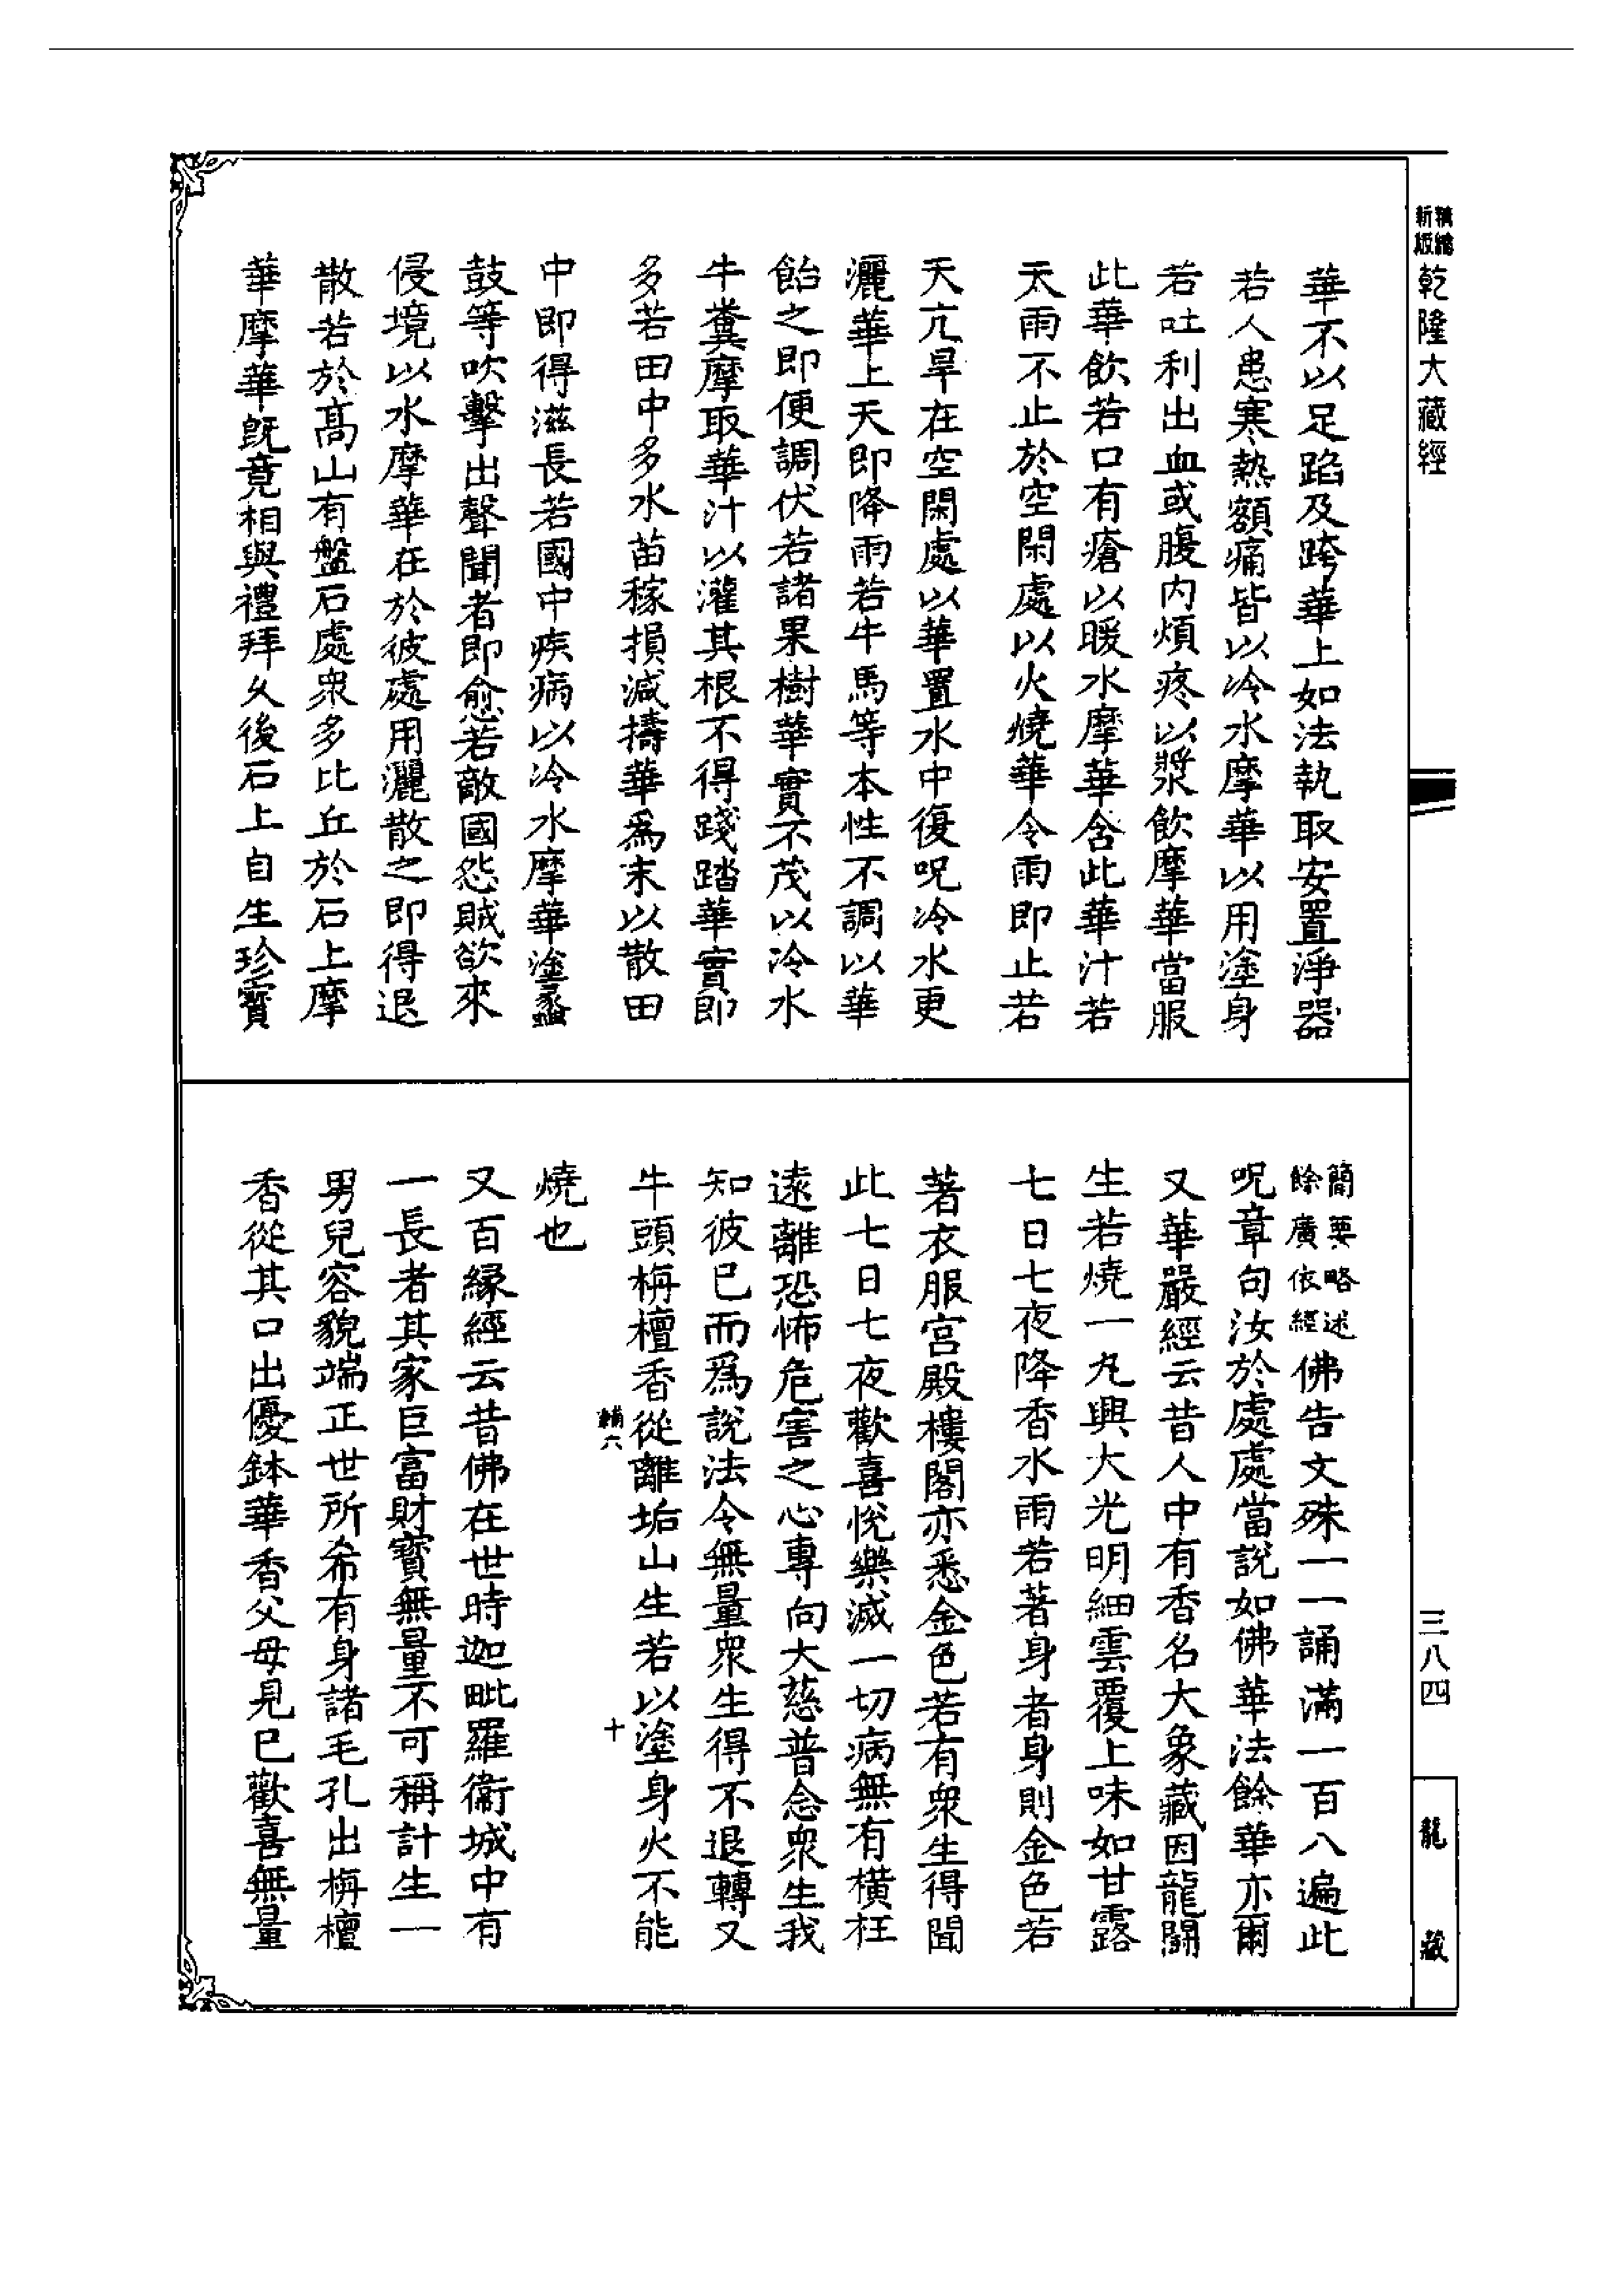 新編縮版乾隆大藏經
華不以足蹈及跨華上如法執取安置淨器
若人患寒熱額痛皆以冷水摩華以用塗身
若吐利出血或腹内煩疼以漿飲摩華當服
此華飲若口有瘡以暖水摩華含此華汁若
天雨不止於空閑處以火燒華令雨即止若
天亢旱在空閑處以華置水中復呪冷水更
灑華上天即降雨若牛馬等本性不調以華
飴之即便調伏若諸果樹華實不茂以冷水
牛糞摩取華汁以灌其根不得踐踏華實即
多若田中多水苗稼損減擣華為末以散田
中即得滋長若國中疾病以冷水摩華塗蠡
鼓等吹擊出聲聞者即愈若敵國怨賊欲來
侵境以水摩華在於彼處用灑散之即得退
散若於髙山有盤石處衆多比丘於石上摩
華摩華旣竟相與禮拜乆後石上自生珍寶
簡要略述
餘廣依經
佛告文殊一一誦滿一百八遍此
呪章句汝於處處當說如佛華法餘華亦爾
又華嚴經云昔人中有香名大象藏因龍鬭
生若燒一丸興大光明細雲覆上味如甘露
七日七夜降香水雨若著身者身則金色若
著衣服宫殿樓閣亦悉金色若有衆生得聞
此七日七夜歡喜悅樂滅一切病無有橫枉
逺離恐怖危害之心專向大慈普念衆生我
知彼已而為說法令無量衆生得不退轉又
牛頭栴檀香從離垢山生若以塗身火不能
輔六
十
燒也
又百緣經云昔佛在世時迦毗羅衞城中有
一長者其家巨富財寶無量不可稱計生一
男兒容貌端正世所希有身諸毛孔出栴檀
香從其口出優鉢華香父母見已歡喜無量
三八四
龍藏